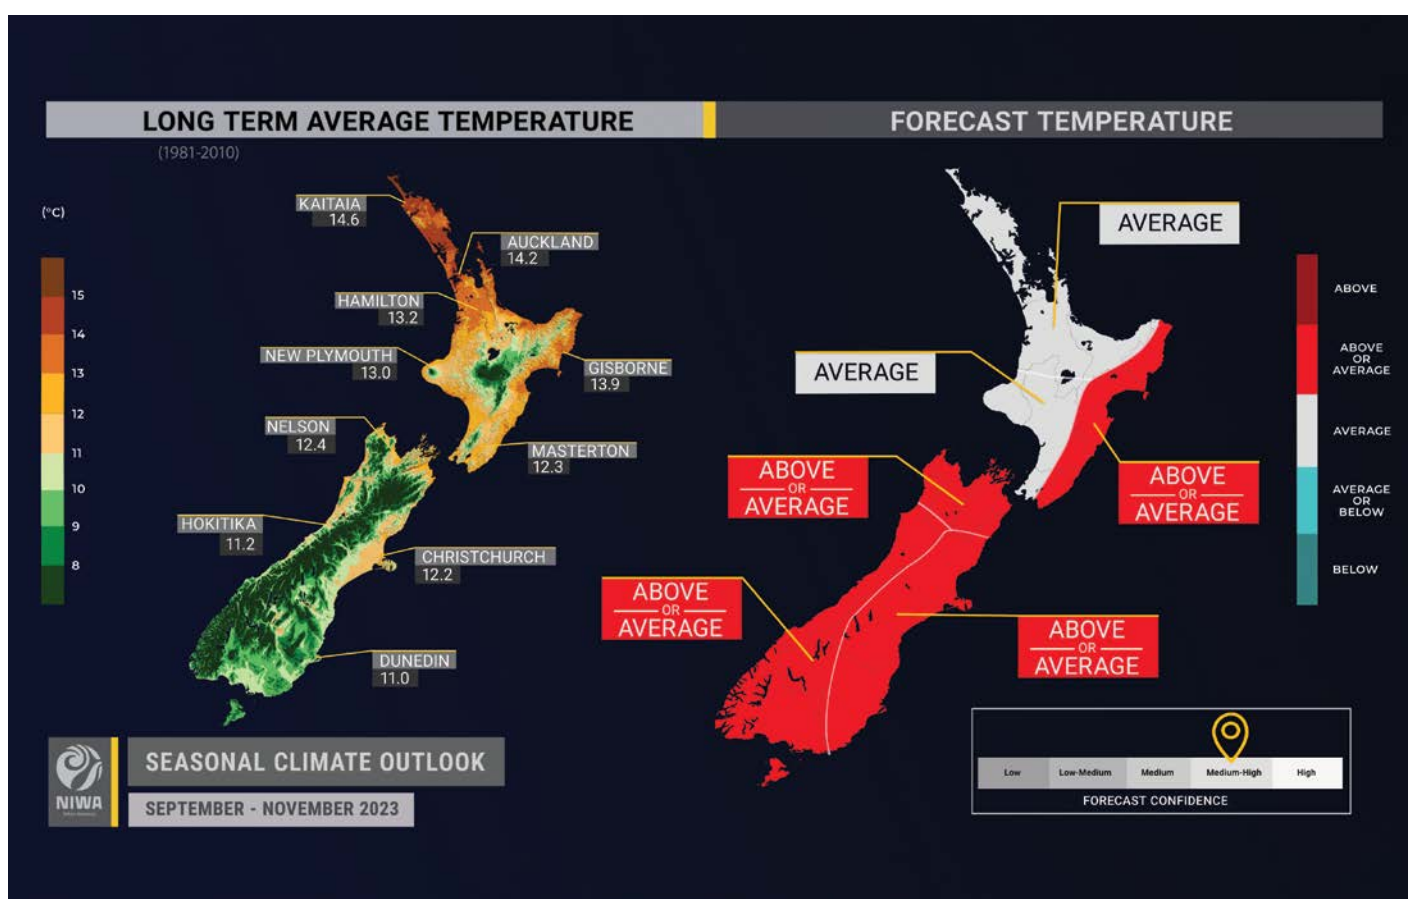 LONG TERM AVERAGE TEMPERATURE
(1981-2010)
(°C)
15
14
13
12
11
10
9
8
KAITAIA
14.6
AUCKLAND
14.2
HAMILTON
13.2
NEW PLYMOUTH
13.0
GISBORNE
13.9
NELSON
12.4
MASTERTON
12.3
HOKITIKA
11.2
CHRISTCHURCH
12.2
DUNEDIN
11.0
NIWA
SEASONAL CLIMATE OUTLOOK
SEPTEMBER - NOVEMBER 2023
FORECAST TEMPERATURE
AVERAGE
AVERAGE
ABOVE
OR
AVERAGE
ABOVE
OR
AVERAGE
ABOVE
OR
AVERAGE
ABOVE
OR
AVERAGE
ABOVE
ABOVE
OR
AVERAGE
AVERAGE
AVERAGE
OR
BELOW
BELOW
Low
Low-Medium
Medium
Medium-High
High
FORECAST CONFIDENCE